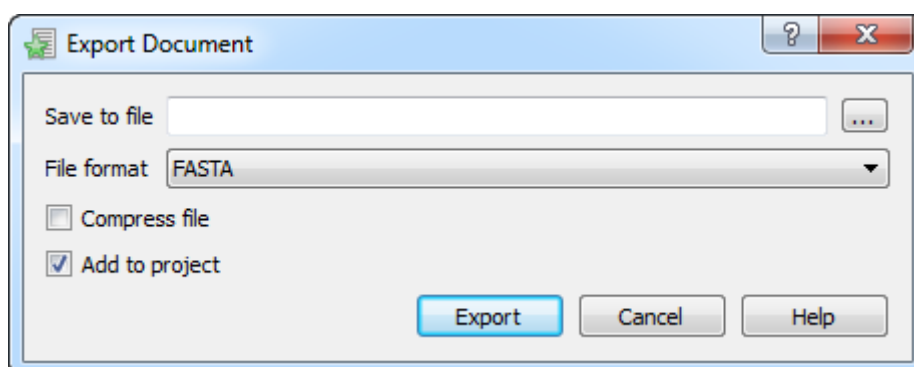 Export Document
Save to file ...
File format FASTA
Compress file
Add to project
Export Cancel Help